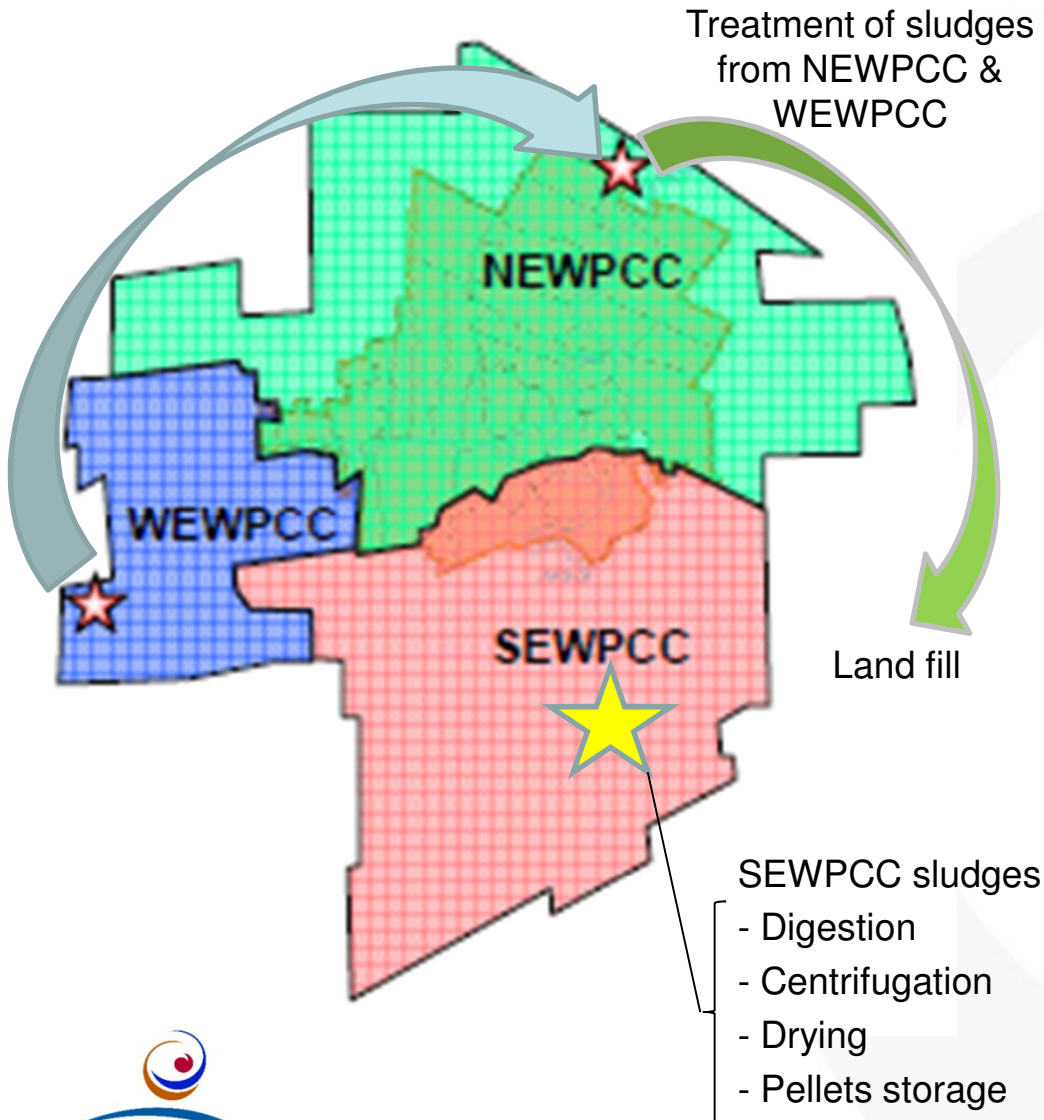 Treatment of sludges
from NEWPCC &
WEWPCC
NEWPCC
WEWPCC
SEWPCC
Land fill
SEWPCC sludges
- Digestion
- Centrifugation
- Drying
- Pellets storage